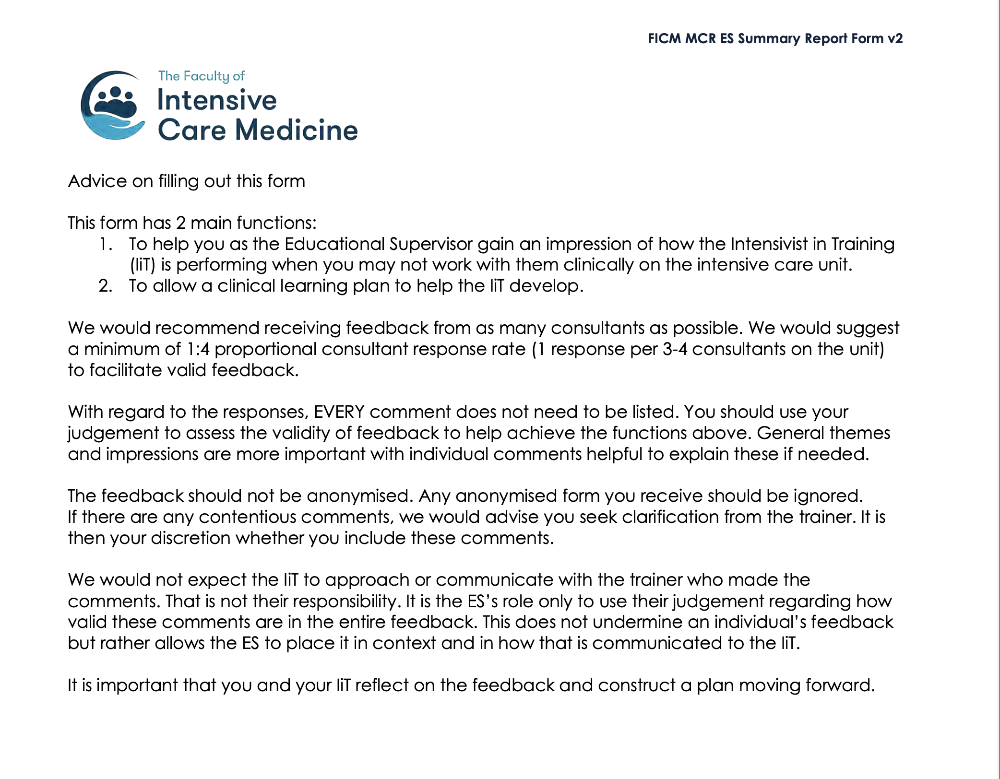 FICM MCR ES Summary Report Form v2
The Faculty of
Intensive
Care Medicine
Advice on filling out this form
This form has 2 main functions:
1. To help you as the Educational Supervisor gain an impression of how the Intensivist in Training
(IiT) is performing when you may not work with them clinically on the intensive care unit.
2. To allow a clinical learning plan to help the IiT develop.
We would recommend receiving feedback from as many consultants as possible. We would suggest
a minimum of 1:4 proportional consultant response rate (1 response per 3-4 consultants on the unit)
to facilitate valid feedback.
With regard to the responses, EVERY comment does not need to be listed. You should use your
judgement to assess the validity of feedback to help achieve the functions above. General themes
and impressions are more important with individual comments helpful to explain these if needed.
The feedback should not be anonymised. Any anonymised form you receive should be ignored.
If there are any contentious comments, we would advise you seek clarification from the trainer. It is
then your discretion whether you include these comments.
We would not expect the IiT to approach or communicate with the trainer who made the
comments. That is not their responsibility. It is the ES’s role only to use their judgement regarding how
valid these comments are in the entire feedback. This does not undermine an individual’s feedback
but rather allows the ES to place it in context and in how that is communicated to the IiT.
It is important that you and your IiT reflect on the feedback and construct a plan moving forward.